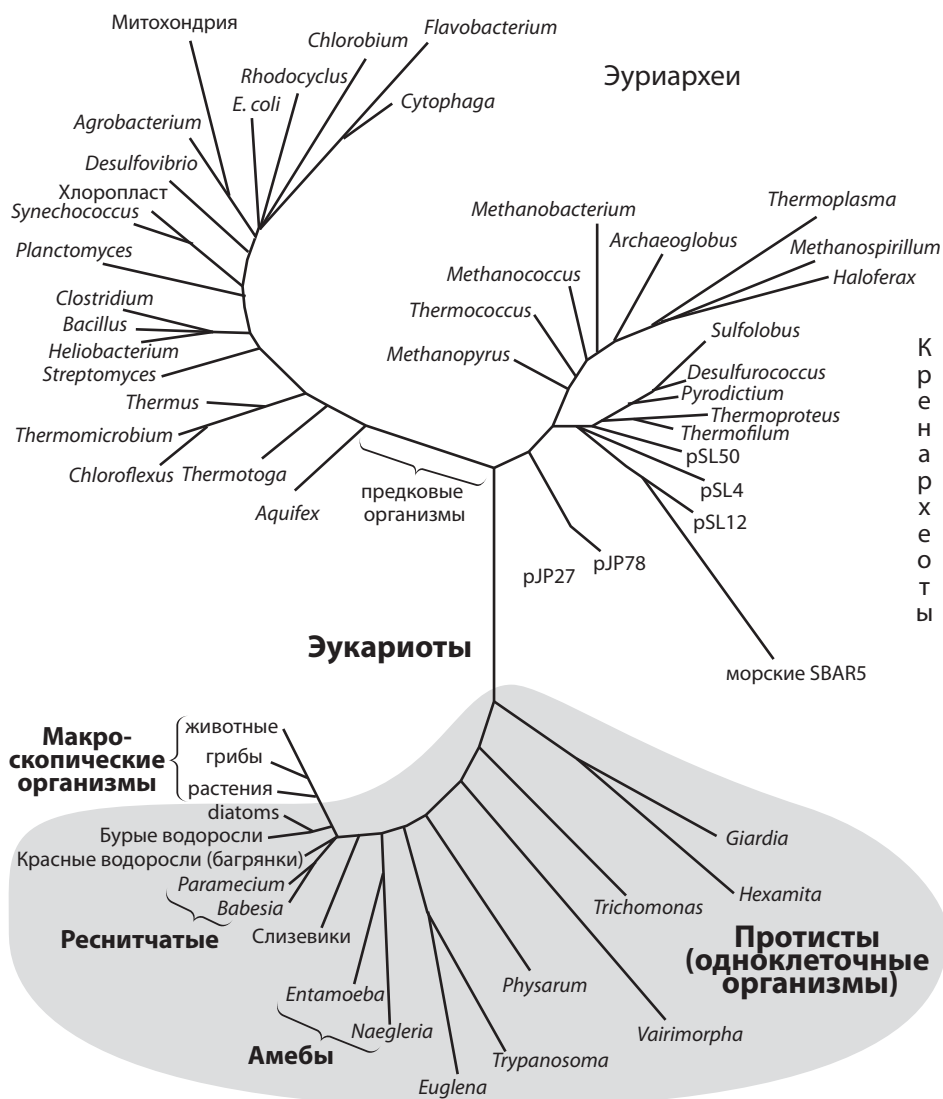 Митохондрия
Flavobacterium
Chlorobium
Rhodocyclus
E. coli
Cytophaga
Agrobacterium
Desulfovibrio
Хлоропласт
Synechococcus
Planctomyces
Clostridium
Bacillus
Heliobacterium
Streptomyces
Thermus
Thermomicrobium
Chloroflexus
Thermotoga
Aquifex
предковые
организмы
Эуриархеи
Methanobacterium
Thermoplasma
Archaeoglobus
Methanospirillum
Haloferax
Methanococcus
Thermococcus
Methanopyrus
Sulfolobus
Desulfurococcus
Pyrodictium
Thermoproteus
Thermofilum
pSL50
pSL4
pSL12
pJP27
pJP78
морские SBAR5
К
р
е
н
а
р
х
е
о
т
ы
Эукариоты
Макро-
скопические
организмы
животные
грибы
растения
diatoms
Бурые водоросли
Красные водоросли (багрянки)
Paramecium
Babesia
Реснитчатые
Слизевики
Entamoeba
Naegleria
Амебы
Euglena
Trypanosoma
Physarum
Vairimorpha
Trichomonas
Hexamita
Giardia
Протисты
(одноклеточные
организмы)